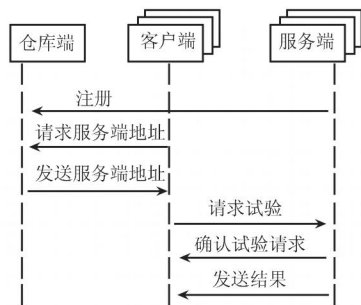 仓库端
客户端
服务端
注册
请求服务端地址
发送服务端地址
请求试验
确认试验请求
发送结果